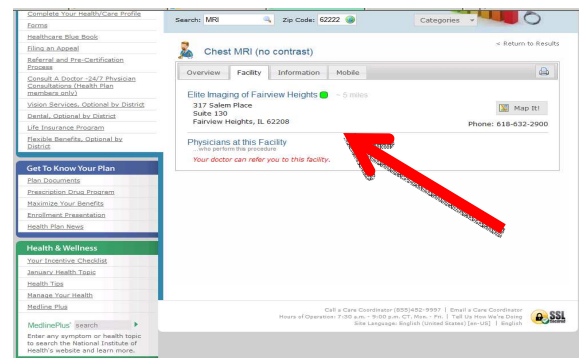 Complete Your Health/Care Profile
Forms
Healthcare Blue Book
Filing an Appeal
Referral and Pre-Certification
Process
Consult A Doctor -24/7 Physician
Consultations (Health Plan
members only)
Vision Services, Optional by District
Dental, Optional by District
Life Insurance Program
Flexible Benefits, Optional by
District
Get To Know Your Plan
Plan Documents
Prescription Drug Program
Maximize Your Benefits
Enrollment Presentation
Health Plan News
Health & Wellness
Your Incentive Checklist
January Health Topic
Health Tips
Manage Your Health
Medline Plus
MedlinePlus® search
Enter any symptom or health topic
to search the National Institute of
Health's website and learn more.
Search: MRI Zip Code: 62222 Categories
Chest MRI (no contrast)
< Return to Results
Overview Facility Information Mobile
Elite Imaging of Fairview Heights ~ 5 miles
317 Salem Place
Suite 130
Fairview Heights, IL 62208
Map It!
Phone: 618-632-2900
Physicians at this Facility
...who perform this procedure
Your doctor can refer you to this facility.
Call a Care Coordinator (855)452-9997 | Email a Care Coordinator
Hours of Operation: 7:00 a.m. - 9:00 p.m. CT, Mon. - Fri. | Tell Us How We're Doing
Site Language: English (United States) [en-US] | English
SSL